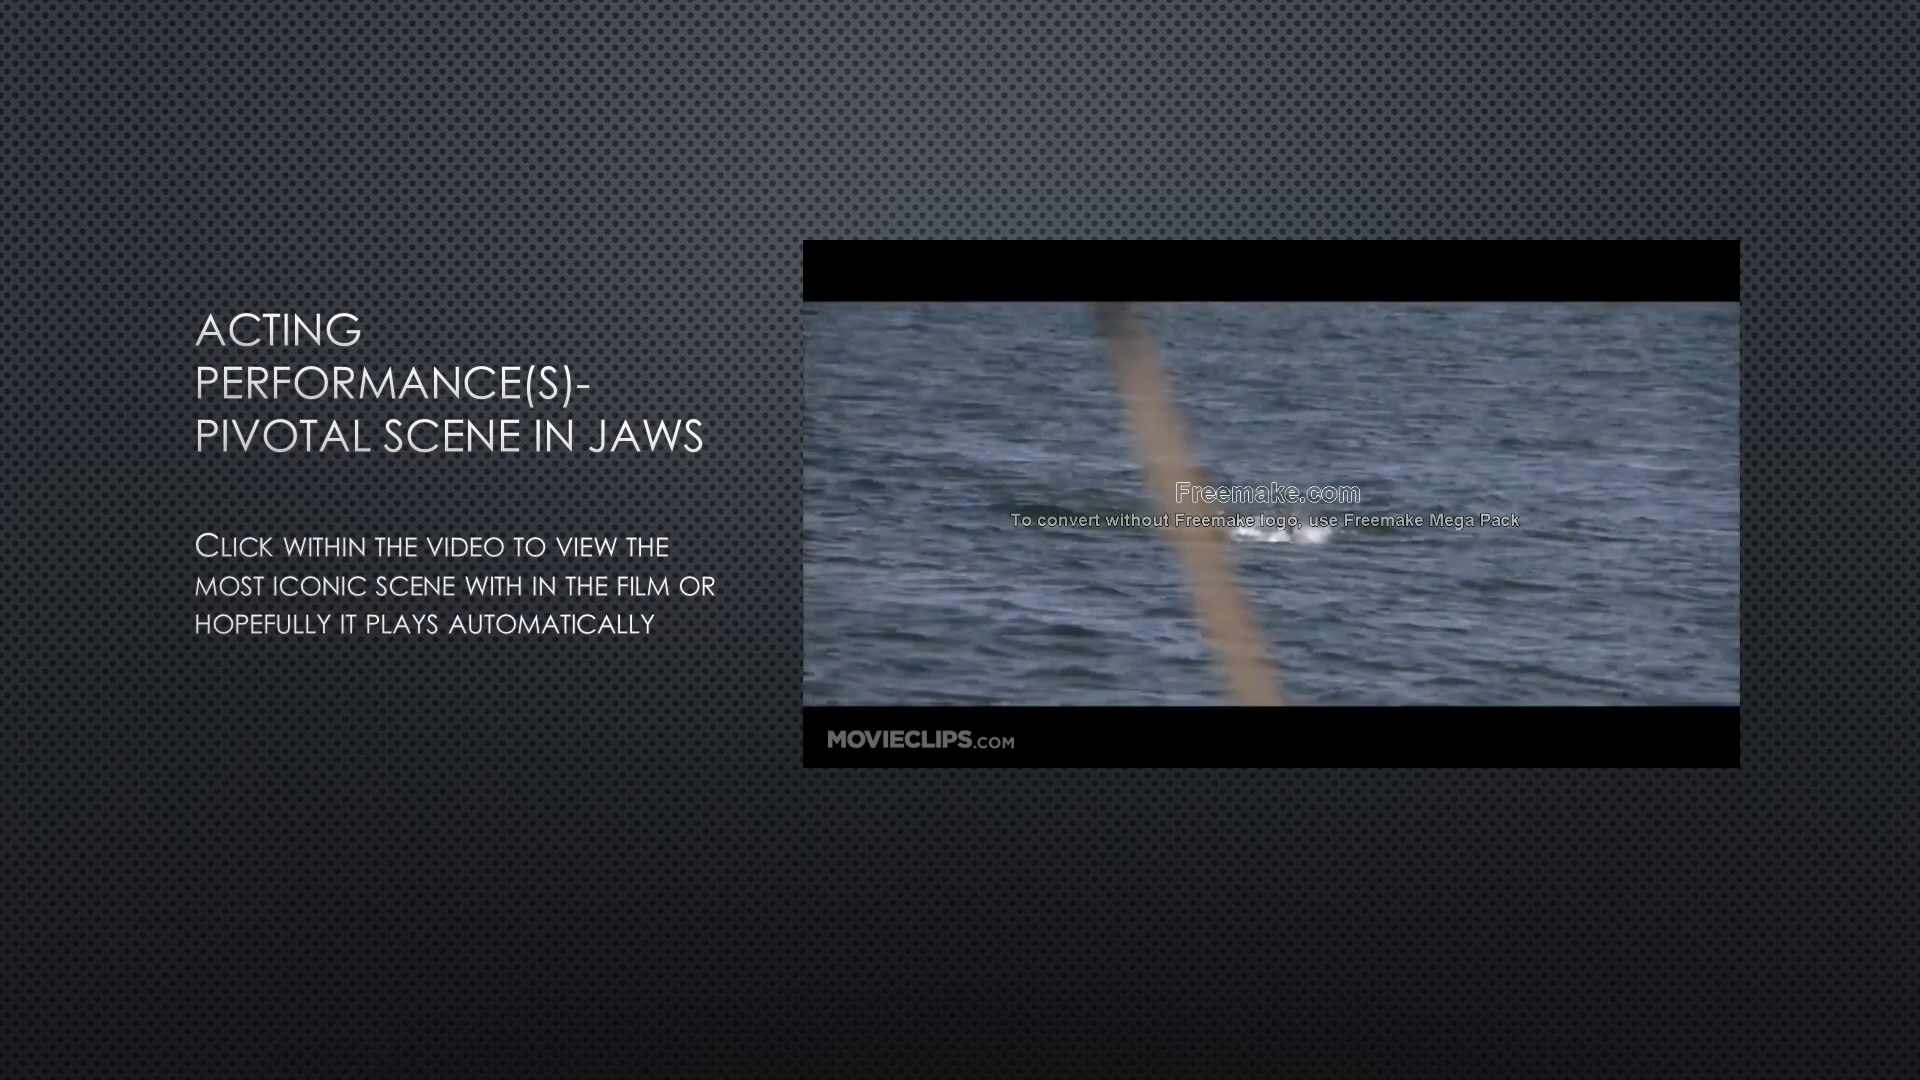 ACTING
PERFORMANCE(S)-
PIVOTAL SCENE IN JAWS
CLICK WITHIN THE VIDEO TO VIEW THE
MOST ICONIC SCENE WITH IN THE FILM OR
HOPEFULLY IT PLAYS AUTOMATICALLY
Freemake.com
To convert without Freemake logo, use Freemake Mega Pack
MOVIECLIPS.COM